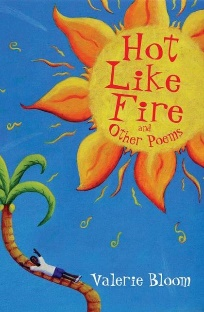 Hot
Like
Fire
and
Other Poems
Valerie Bloom